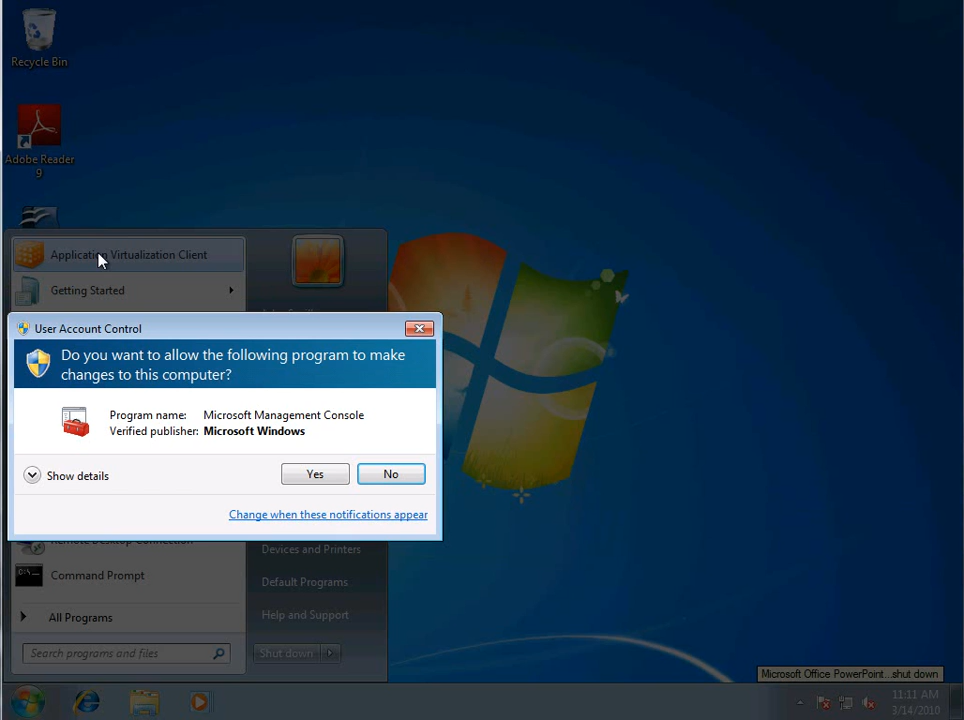 Recycle Bin
Adobe Reader
9
Application Virtualization Client
Getting Started
User Account Control
Do you want to allow the following program to make
changes to this computer?
Program name: Microsoft Management Console
Verified publisher: Microsoft Windows
Show details
Yes
No
Change when these notifications appear
Remote Desktop Connection
Devices and Printers
Command Prompt
Default Programs
All Programs
Help and Support
Search programs and files
Shut down
Microsoft Office PowerPoint...shut down
11:11 AM
3/14/2010